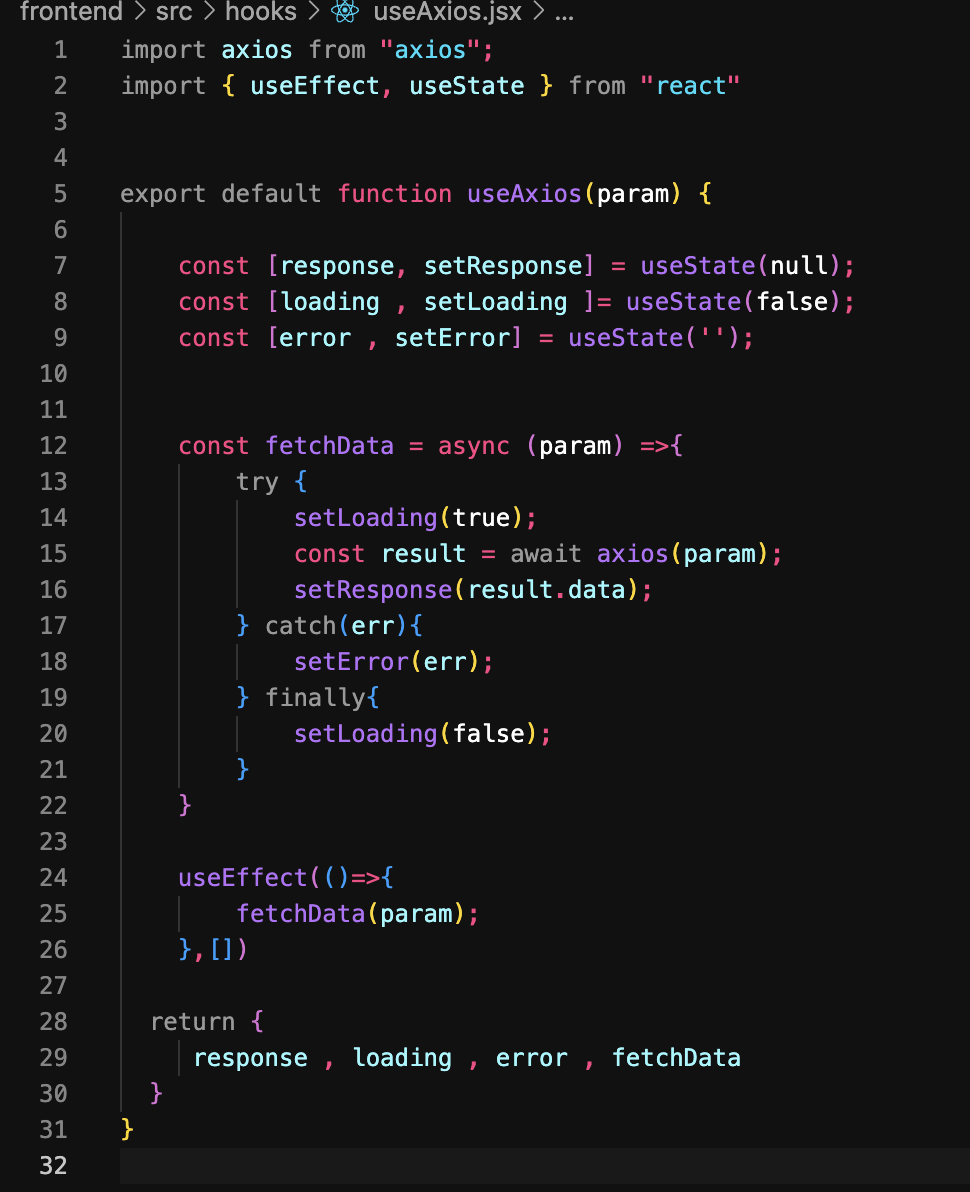 frontend > src > hooks > useAxios.jsx > ...
1 import axios from "axios";
2 import { useEffect, useState } from "react"
3
4
5 export default function useAxios(param) {
6
7     const [response, setResponse] = useState(null);
8     const [loading , setLoading ]= useState(false);
9     const [error , setError] = useState('');
10
11
12     const fetchData = async (param) =>{
13         try {
14             setLoading(true);
15             const result = await axios(param);
16             setResponse(result.data);
17         } catch(err){
18             setError(err);
19         } finally{
20             setLoading(false);
21         }
22     }
23
24     useEffect(()=>{
25         fetchData(param);
26     },[])
27
28   return {
29      response , loading , error , fetchData
30   }
31 }
32